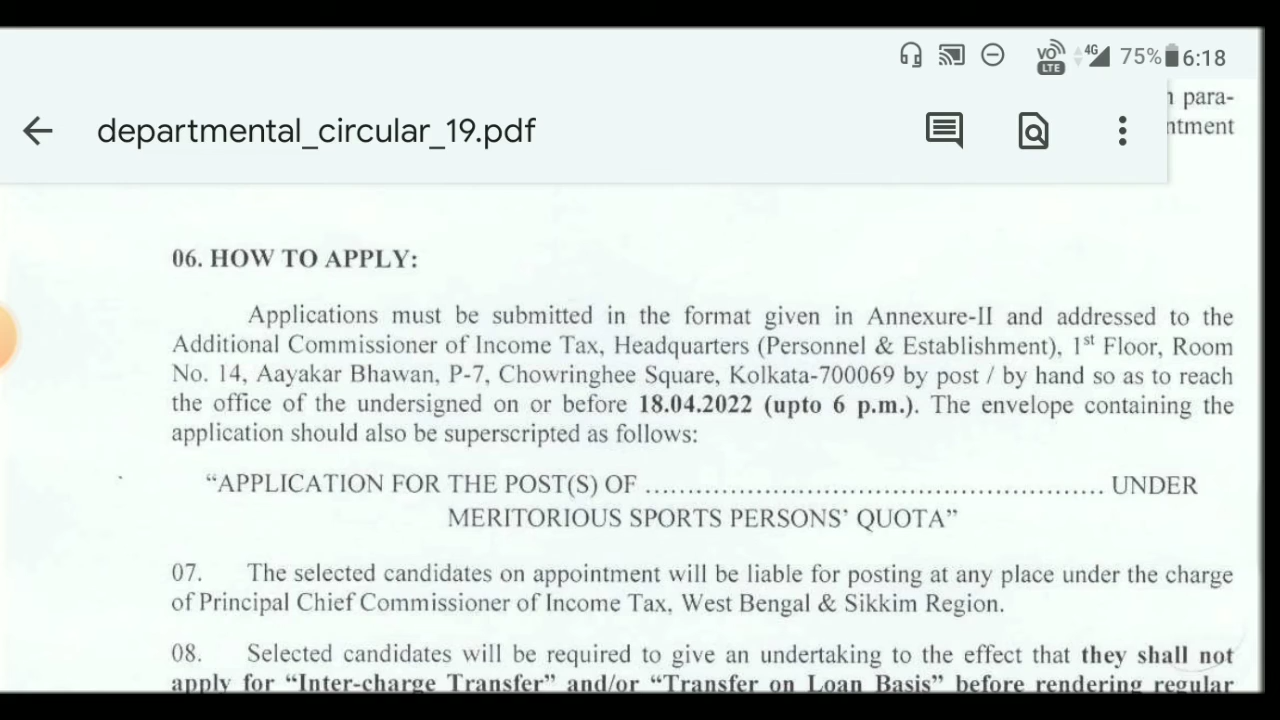 VO LTE 4G 75% 6:18
para-
departmental_circular_19.pdf
ntment
06. HOW TO APPLY:
Applications must be submitted in the format given in Annexure-II and addressed to the
Additional Commissioner of Income Tax, Headquarters (Personnel & Establishment), 1st Floor, Room
No. 14, Aayakar Bhawan, P-7, Chowringhee Square, Kolkata-700069 by post / by hand so as to reach
the office of the undersigned on or before 18.04.2022 (upto 6 p.m.). The envelope containing the
application should also be superscripted as follows:
“APPLICATION FOR THE POST(S) OF ................................................... UNDER
MERITORIOUS SPORTS PERSONS’ QUOTA”
07. The selected candidates on appointment will be liable for posting at any place under the charge
of Principal Chief Commissioner of Income Tax, West Bengal & Sikkim Region.
08. Selected candidates will be required to give an undertaking to the effect that they shall not
apply for “Inter-charge Transfer” and/or “Transfer on Loan Basis” before rendering regular